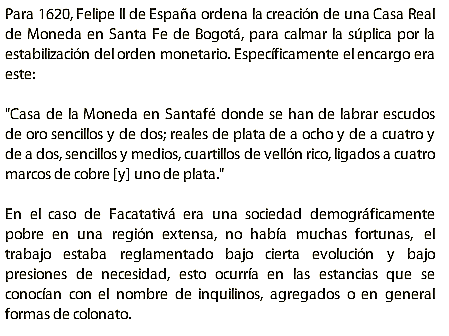 Para 1620, Felipe II de España ordena la creación de una Casa Real
de Moneda en Santa Fe de Bogotá, para calmar la súplica por la
estabilización del orden monetario. Específicamente el encargo era
este:
"Casa de la Moneda en Santafé donde se han de labrar escudos
de oro sencillos y de dos; reales de plata de a ocho y de a cuatro y
de a dos, sencillos y medios, cuartillos de vellón rico, ligados a cuatro
marcos de cobre [y] uno de plata."
En el caso de Facatativá era una sociedad demográficamente
pobre en una región extensa, no había muchas fortunas, el
trabajo estaba reglamentado bajo cierta evolución y bajo
presiones de necesidad, esto ocurría en las estancias que se
conocían con el nombre de inquilinos, agregados o en general
formas de colonato.